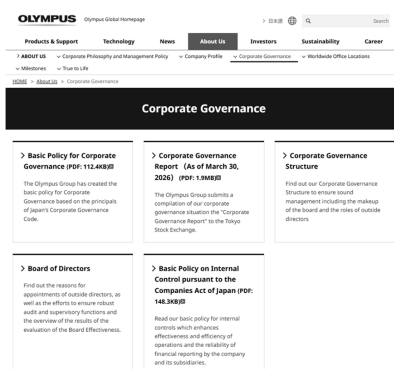 OLYMPUS Olympus Global Homepage
> 日本語 Search
Products & Support Technology News About Us Investors Sustainability Career
> ABOUT US Corporate Philosophy and Management Policy Company Profile Corporate Governance Worldwide Office Locations
Milestones True to Life
HOME > About Us > Corporate Governance
Corporate Governance
> Basic Policy for Corporate
Governance (PDF: 112.4KB)
The Olympus Group has created the
basic policy for Corporate
Governance based on the principals
of Japan's Corporate Governance
Code.
> Corporate Governance
Report （As of March 30,
2026） (PDF: 1.9MB)
The Olympus Group submits a
compilation of our corporate
governance situation the "Corporate
Governance Report" to the Tokyo
Stock Exchange.
> Corporate Governance
Structure
Find out our Corporate Governance
Structure to ensure sound
management including the makeup
of the board and the roles of outside
directors
> Board of Directors
Find out the reasons for
appointments of outside directors, as
well as the efforts to ensure robust
audit and supervisory functions and
the overview of the results of the
evaluation of the Board Effectiveness.
> Basic Policy on Internal
Control pursuant to the
Companies Act of Japan (PDF:
148.3KB)
Read our basic policy for internal
controls which enhances
effectiveness and efficiency of
operations and the reliability of
financial reporting by the company
and its subsidiaries.